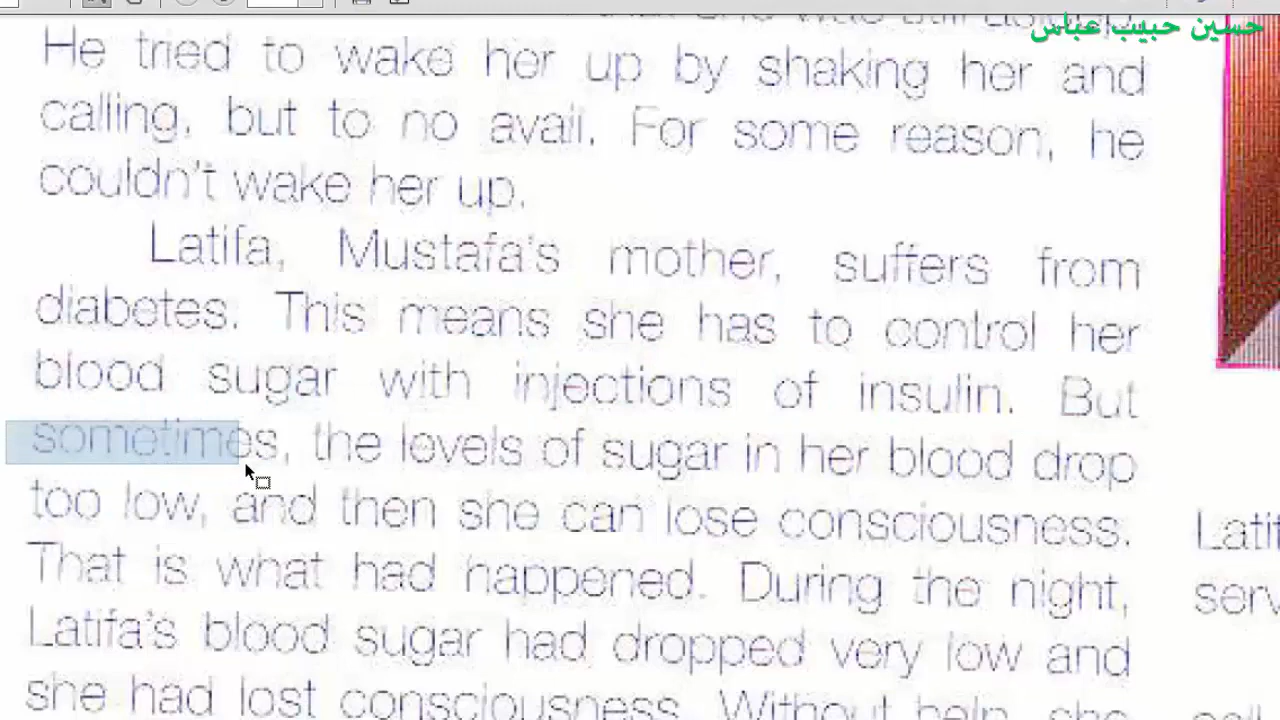 حسين حبيب عباس
He tried to wake her up by shaking her and
calling, but to no avail. For some reason, he
couldn't wake her up.
Latifa, Mustafa's mother, suffers from
diabetes. This means she has to control her
blood sugar with injections of insulin. But
sometimes, the levels of sugar in her blood drop
too low, and then she can lose consciousness.
That is what had happened. During the night,
Latifa's blood sugar had dropped very low and
she had lost consciousness. Without help, she